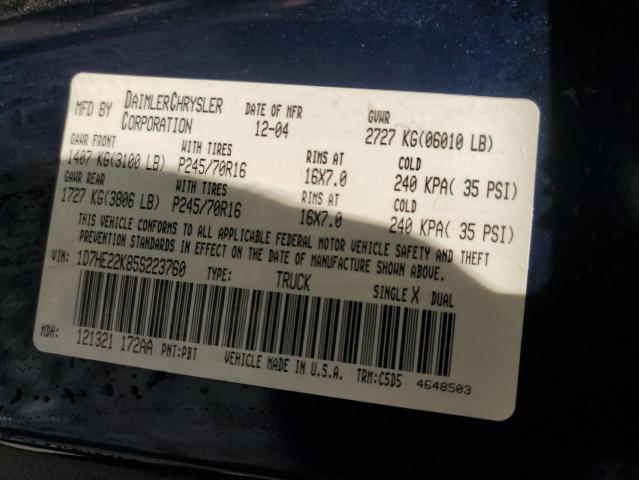 MFD BY DAIMLERCHRYSLER CORPORATION DATE OF MFR 12-04 GVWR 2727 KG(06010 LB)
GAWR FRONT WITH TIRES RIMS AT COLD
1407 KG(3100 LB) P245/70R16 16X7.0 240 KPA( 35 PSI)
GAWR REAR WITH TIRES RIMS AT COLD
1727 KG(3806 LB) P245/70R16 16X7.0 240 KPA( 35 PSI)
THIS VEHICLE CONFORMS TO ALL APPLICABLE FEDERAL MOTOR VEHICLE SAFETY AND THEFT
PREVENTION STANDARDS IN EFFECT ON THE DATE OF MANUFACTURE SHOWN ABOVE.
VIN: 1D7HE22K85S223760 TYPE: TRUCK SINGLE X DUAL
MDH: 121321 172AA PNT:PBT VEHICLE MADE IN U.S.A. TRM:C5D5 4648503